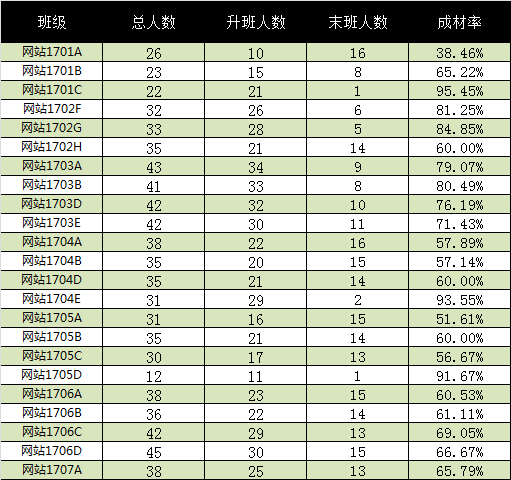 班级 总人数 升班人数 末班人数 成材率
网站1701A 26 10 16 38.46%
网站1701B 23 15 8 65.22%
网站1701C 22 21 1 95.45%
网站1702F 32 26 6 81.25%
网站1702G 33 28 5 84.85%
网站1702H 35 21 14 60.00%
网站1703A 43 34 9 79.07%
网站1703B 41 33 8 80.49%
网站1703D 42 32 10 76.19%
网站1703E 42 30 11 71.43%
网站1704A 38 22 16 57.89%
网站1704B 35 20 15 57.14%
网站1704D 35 21 14 60.00%
网站1704E 31 29 2 93.55%
网站1705A 31 16 15 51.61%
网站1705B 35 21 14 60.00%
网站1705C 30 17 13 56.67%
网站1705D 12 11 1 91.67%
网站1706A 38 23 15 60.53%
网站1706B 36 22 14 61.11%
网站1706C 42 29 13 69.05%
网站1706D 45 30 15 66.67%
网站1707A 38 25 13 65.79%